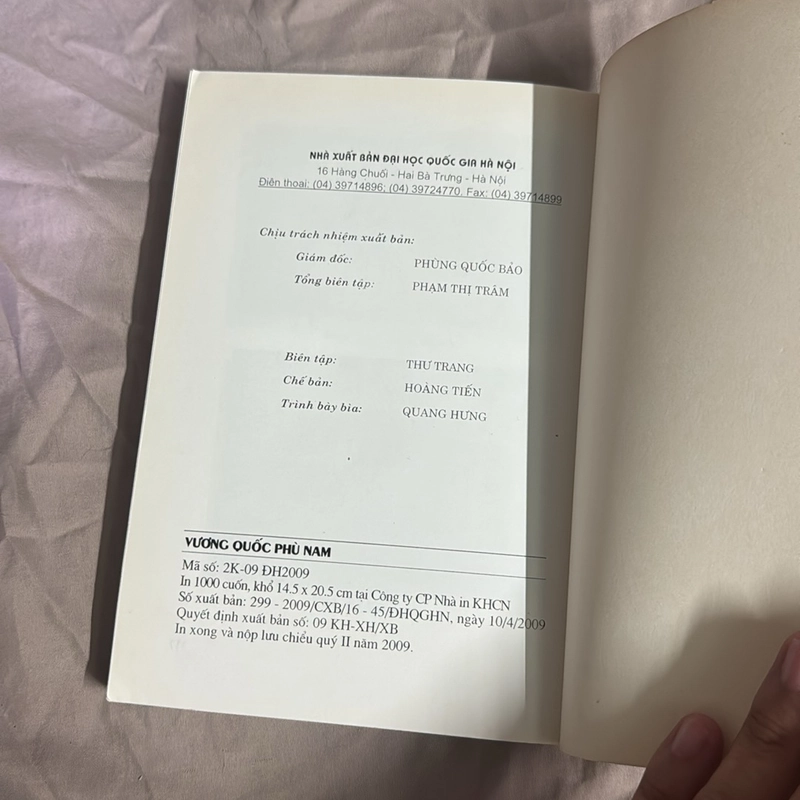 NHÀ XUẤT BẢN ĐẠI HỌC QUỐC GIA HÀ NỘI
16 Hàng Chuối - Hai Bà Trưng - Hà Nội
Điện thoại: (04) 39714896; (04) 39724770, Fax: (04) 39714899
Chịu trách nhiệm xuất bản:
Giám đốc: PHÙNG QUỐC BẢO
Tổng biên tập: PHẠM THỊ TRÂM
Biên tập: THƯ TRANG
Chế bản: HOÀNG TIẾN
Trình bày bìa: QUANG HƯNG
VƯƠNG QUỐC PHÙ NAM
Mã số: 2K-09 ĐH2009
In 1000 cuốn, khổ 14.5 x 20.5 cm tại Công ty CP Nhà in KHCN
Số xuất bản: 299 - 2009/CXB/16 - 45/ĐHQGHN, ngày 10/4/2009
Quyết định xuất bản số: 09 KH-XH/XB
In xong và nộp lưu chiểu quý II năm 2009.